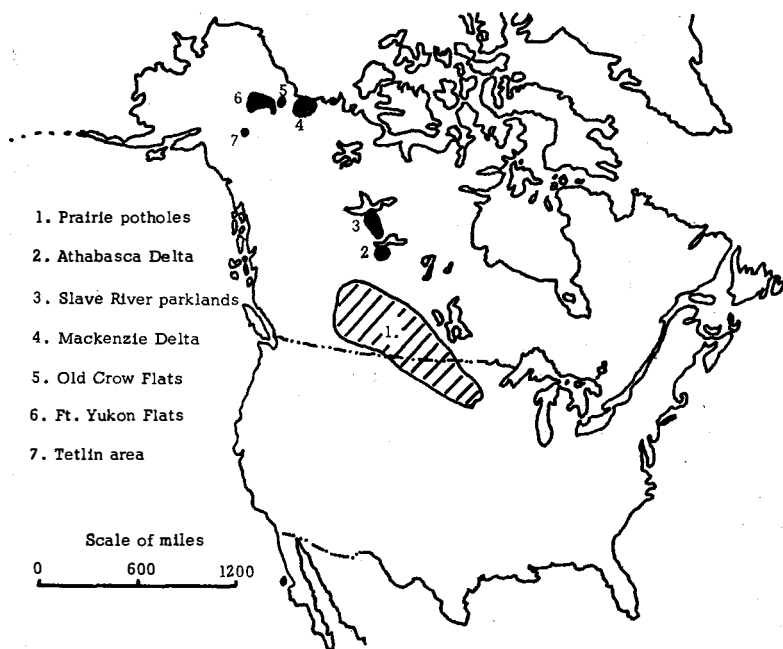 6
5
4
7
3
2
1.
1. Prairie potholes
2. Athabasca Delta
3. Slave River parklands
4. Mackenzie Delta
5. Old Crow Flats
6. Ft. Yukon Flats
7. Tetlin area
Scale of miles
0 600 1200